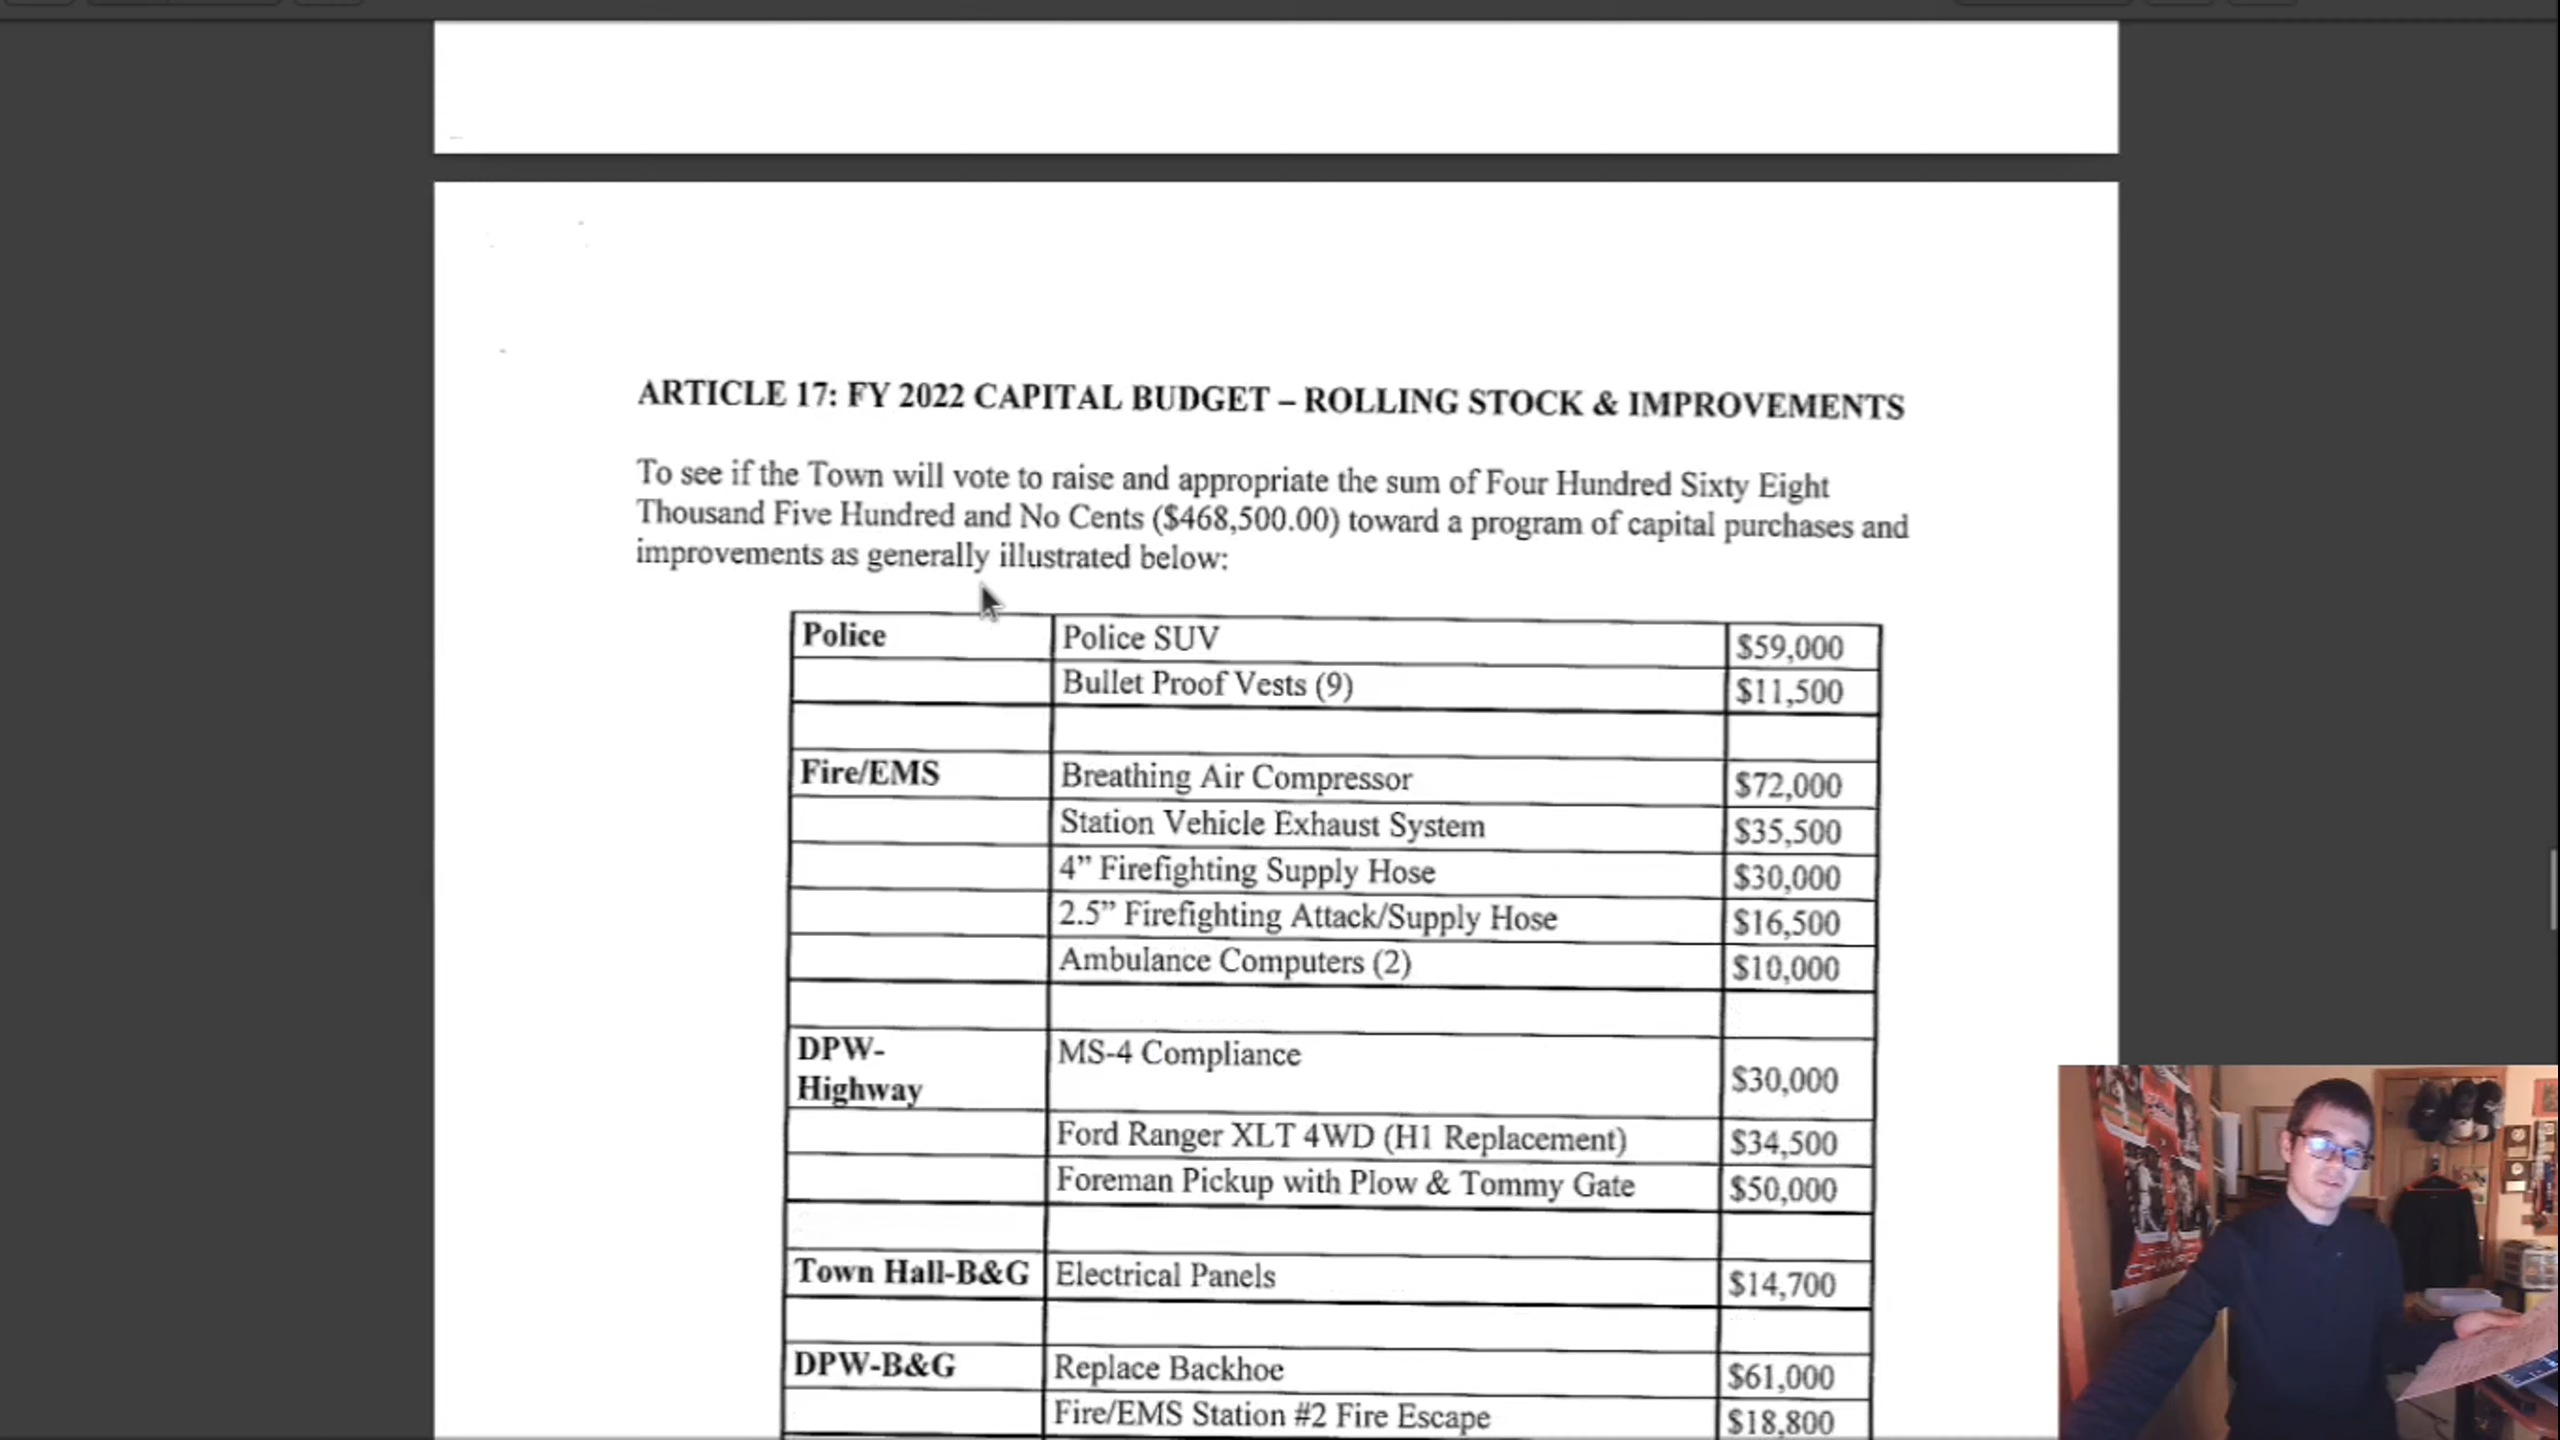 ARTICLE 17: FY 2022 CAPITAL BUDGET – ROLLING STOCK & IMPROVEMENTS
To see if the Town will vote to raise and appropriate the sum of Four Hundred Sixty Eight
Thousand Five Hundred and No Cents ($468,500.00) toward a program of capital purchases and
improvements as generally illustrated below:
Police Police SUV $59,000
Bullet Proof Vests (9) $11,500
Fire/EMS Breathing Air Compressor $72,000
Station Vehicle Exhaust System $35,500
4” Firefighting Supply Hose $30,000
2.5” Firefighting Attack/Supply Hose $16,500
Ambulance Computers (2) $10,000
DPW- MS-4 Compliance
Highway $30,000
Ford Ranger XLT 4WD (H1 Replacement) $34,500
Foreman Pickup with Plow & Tommy Gate $50,000
Town Hall-B&G Electrical Panels $14,700
DPW-B&G Replace Backhoe $61,000
Fire/EMS Station #2 Fire Escape $18,800